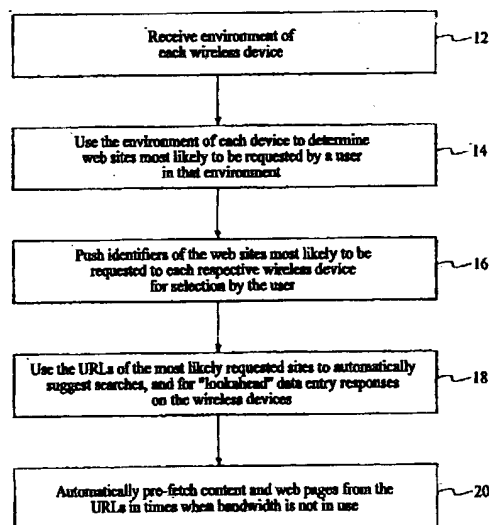 Receive environment of
each wireless device
12
Use the environment of each device to determine
web sites most likely to be requested by a user
in that environment
14
Push identifiers of the web sites most likely to be
requested to each respective wireless device
for selection by the user
16
Use the URLs of the most likely requested sites to automatically
suggest searches, and for "lookahead" data entry responses
on the wireless devices
18
Automatically pre-fetch content and web pages from the
URLs in times when bandwidth is not in use
20